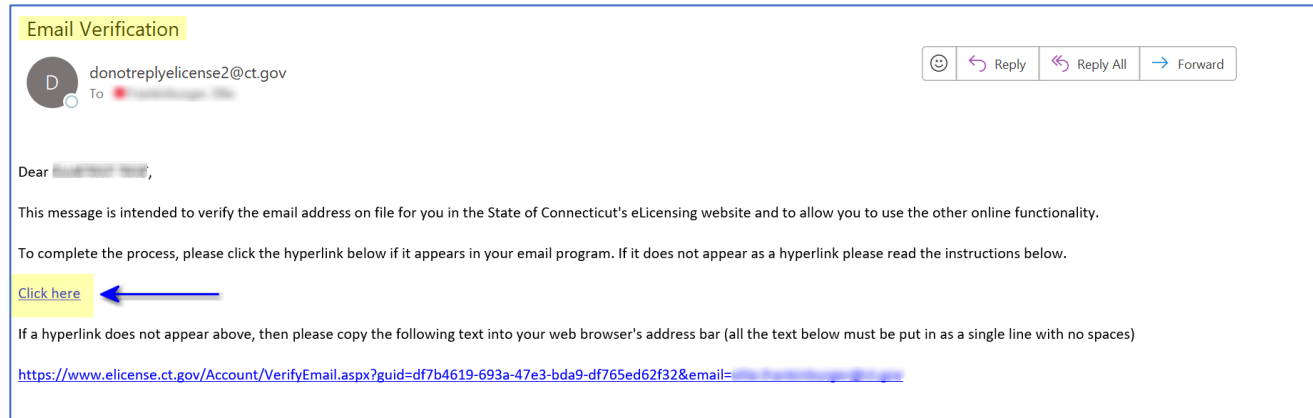 Email Verification
D
donotreplyelicense2@ct.gov
To
Reply
Reply All
Forward
Dear ,
This message is intended to verify the email address on file for you in the State of Connecticut's eLicensing website and to allow you to use the other online functionality.
To complete the process, please click the hyperlink below if it appears in your email program. If it does not appear as a hyperlink please read the instructions below.
Click here
If a hyperlink does not appear above, then please copy the following text into your web browser's address bar (all the text below must be put in as a single line with no spaces)
https://www.elicense.ct.gov/Account/VerifyEmail.aspx?guid=df7b4619-693a-47e3-bda9-df765ed62f32&email=